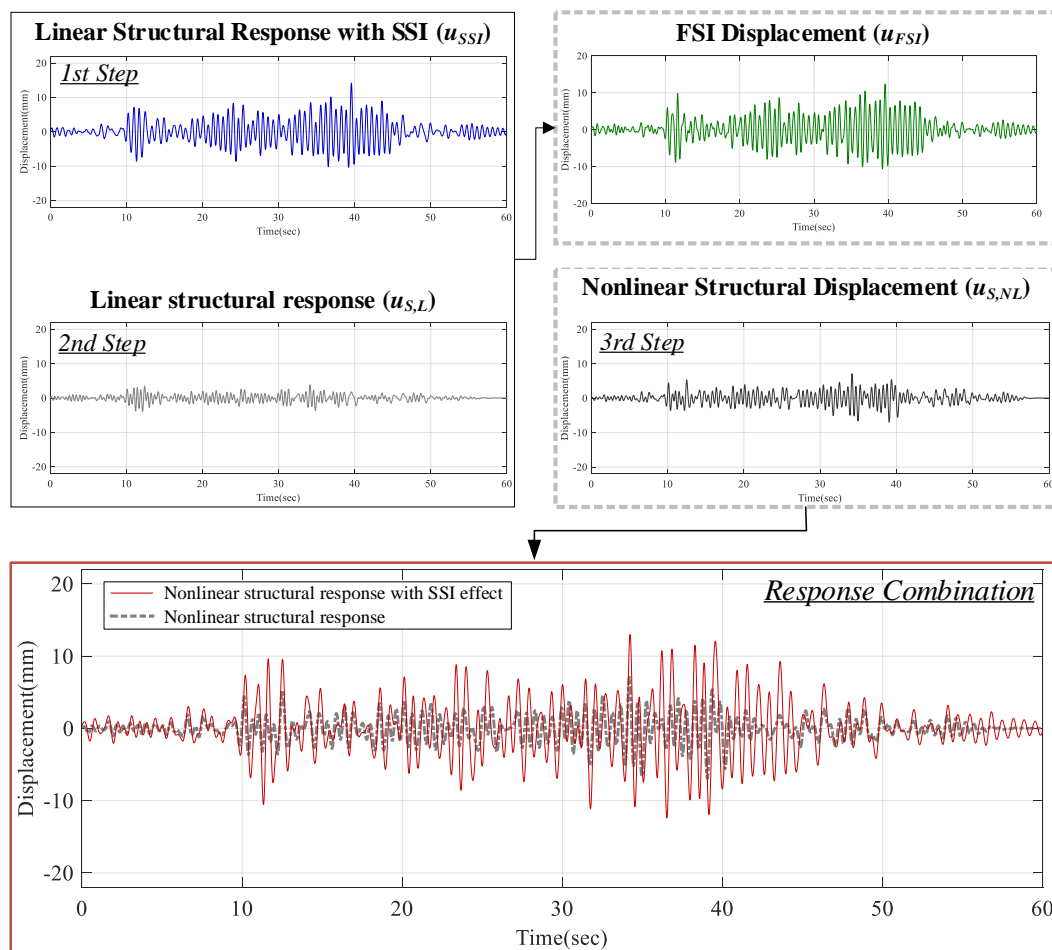 Linear Structural Response with SSI (u_SSI)
1st Step
20
10
0
-10
-20
Displacement(mm)
0 10 20 30 40 50 60
Time(sec)
FSI Displacement (u_FSI)
20
10
0
-10
-20
Displacement(mm)
0 10 20 30 40 50 60
Time(sec)
Linear structural response (u_S,L)
2nd Step
20
10
0
-10
-20
Displacement(mm)
0 10 20 30 40 50 60
Time(sec)
Nonlinear Structural Displacement (u_S,NL)
3rd Step
20
10
0
-10
-20
Displacement(mm)
0 10 20 30 40 50 60
Time(sec)
Response Combination
Nonlinear structural response with SSI effect
Nonlinear structural response
20
10
0
-10
-20
Displacement(mm)
0 10 20 30 40 50 60
Time(sec)